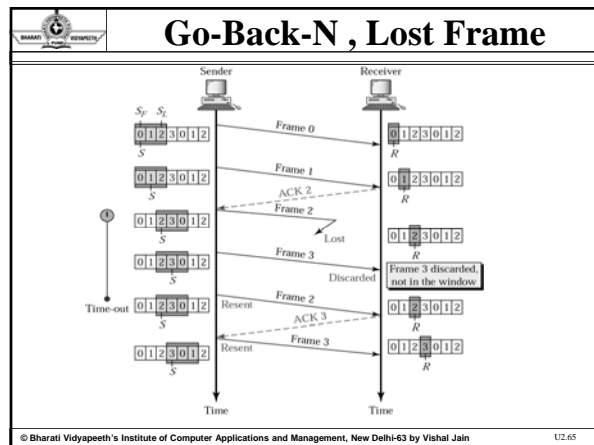 BHARATI VIDYAPEETH
PUNE
Go-Back-N , Lost Frame
Sender Receiver
S_F S_L
0 1 2 3 0 1 2 Frame 0 0 1 2 3 0 1 2
S R
0 1 2 3 0 1 2 Frame 1 0 1 2 3 0 1 2
S ACK 2 R
0 1 2 3 0 1 2 Frame 2 0 1 2 3 0 1 2
S Lost R
0 1 2 3 0 1 2 Frame 3 Discarded Frame 3 discarded,
S not in the window
Time-out 0 1 2 3 0 1 2 Resent Frame 2 0 1 2 3 0 1 2
S ACK 3 R
0 1 2 3 0 1 2 Resent Frame 3 0 1 2 3 0 1 2
S R
Time Time
© Bharati Vidyapeeth's Institute of Computer Applications and Management, New Delhi-63 by Vishal Jain U2.65